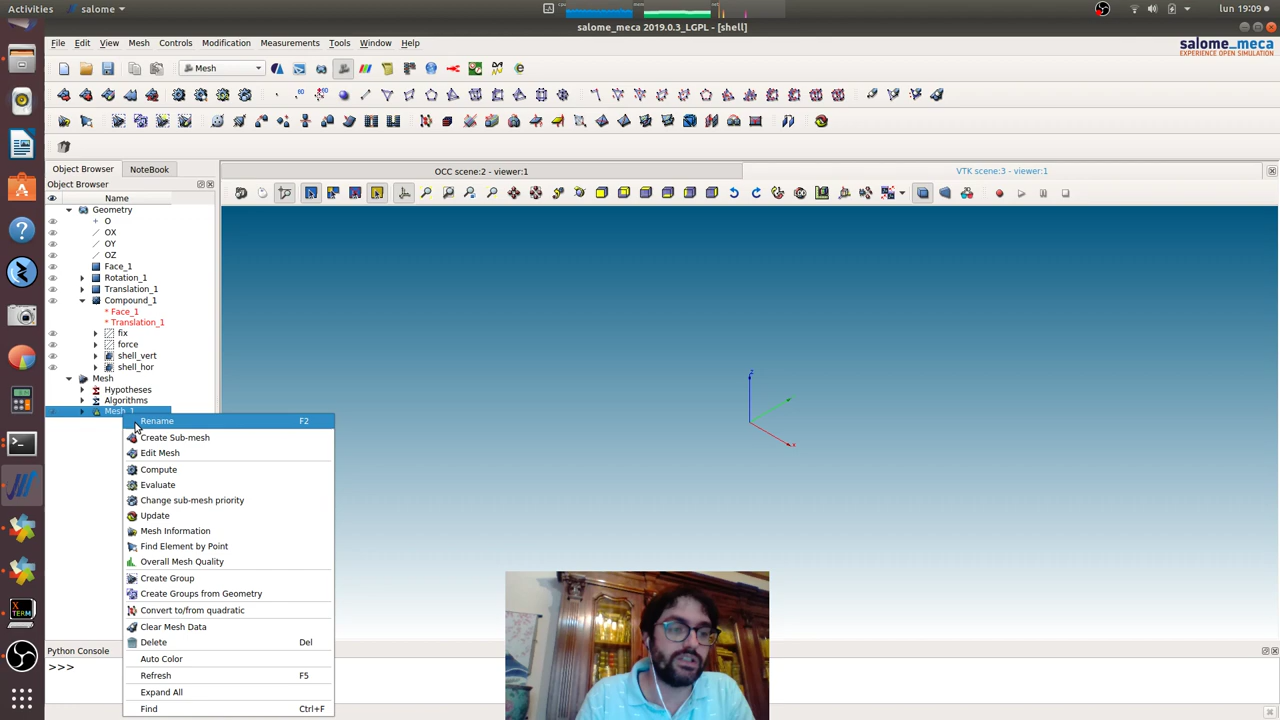 Activities
salome
lun 19:09
salome_meca 2019.0.3_LGPL - [shell]
File Edit View Mesh Controls Modification Measurements Tools Window Help
salome_meca
EXPERIENCE OPEN SIMULATION
Mesh
Object Browser NoteBook
OCC scene:2 - viewer:1
VTK scene:3 - viewer:1
Object Browser
Name
Geometry
O
OX
OY
OZ
Face_1
Rotation_1
Translation_1
Compound_1
* Face_1
* Translation_1
fix
force
shell_vert
shell_hor
Mesh
Hypotheses
Algorithms
Mesh_1
Rename F2
Create Sub-mesh
Edit Mesh
Compute
Evaluate
Change sub-mesh priority
Update
Mesh Information
Find Element by Point
Overall Mesh Quality
Create Group
Create Groups from Geometry
Convert to/from quadratic
Clear Mesh Data
Delete Del
Auto Color
Refresh F5
Expand All
Find Ctrl+F
z
x
Python Console
>>>
XTERM